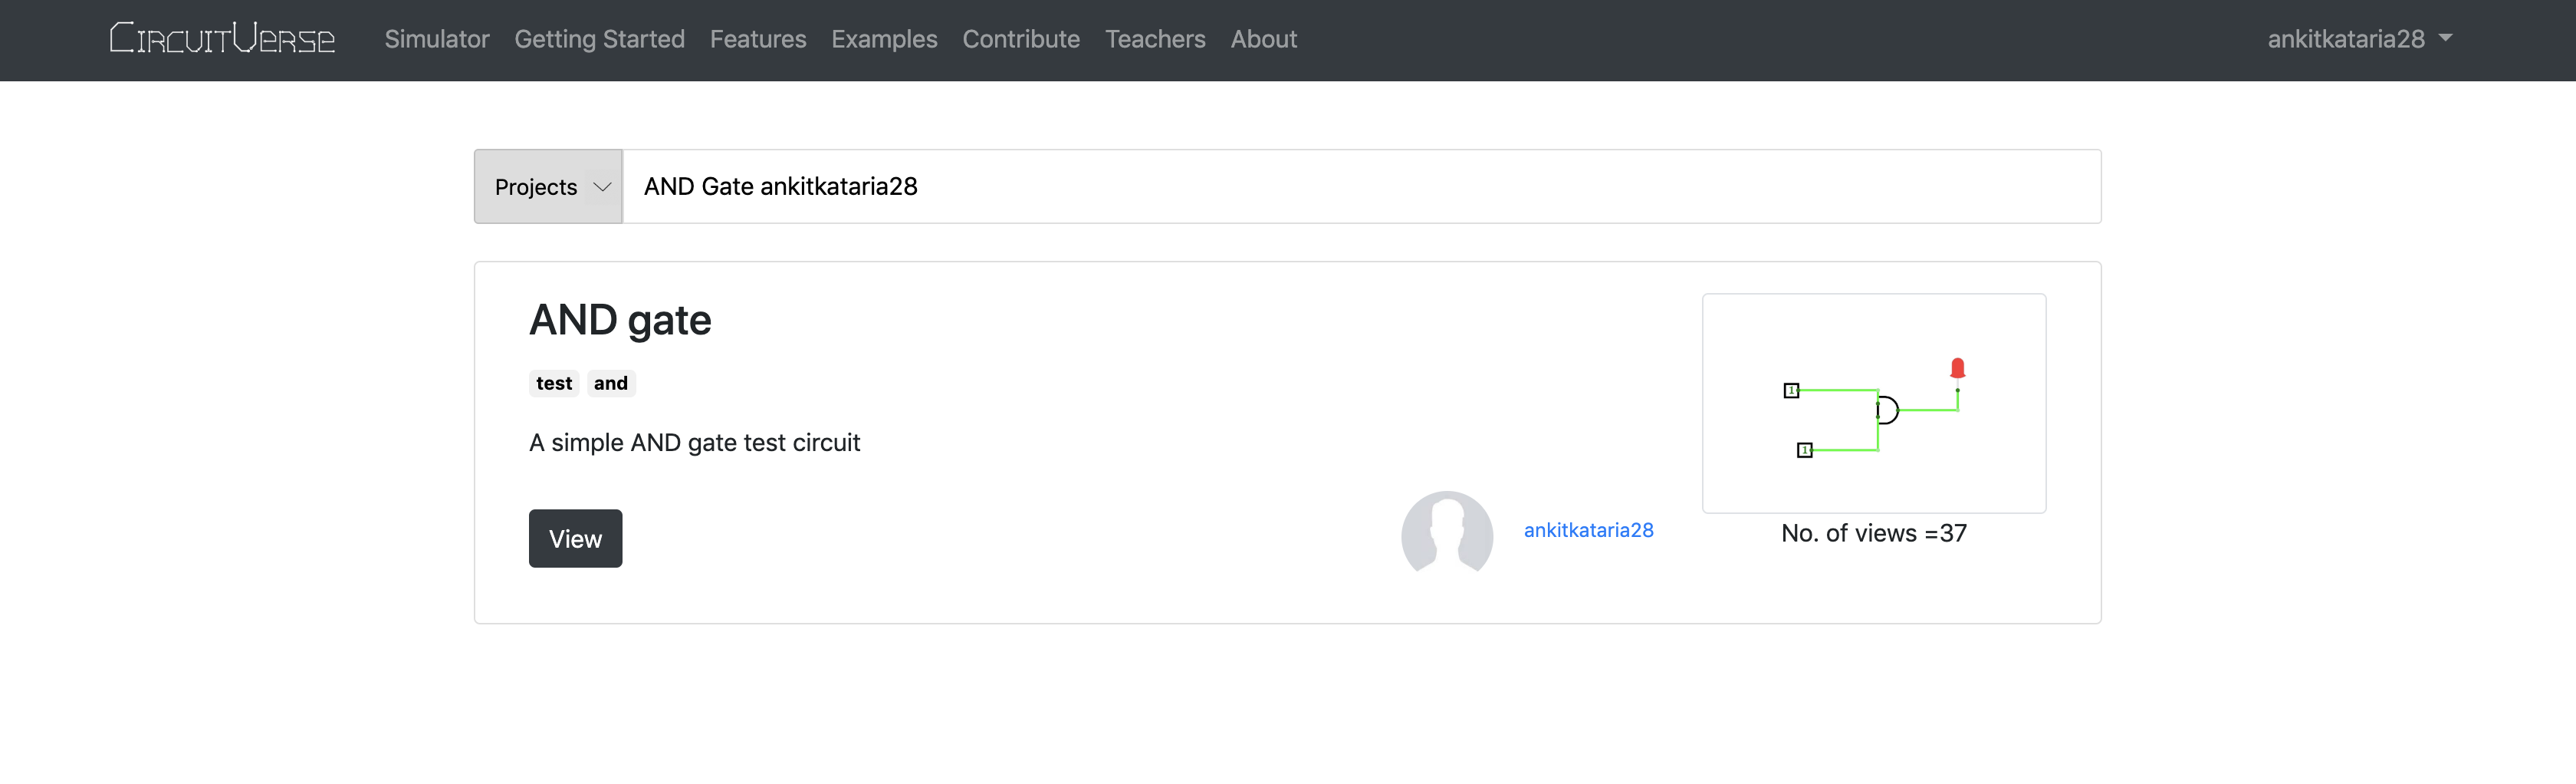 CIRCUITVERSE Simulator Getting Started Features Examples Contribute Teachers About ankitkataria28
Projects AND Gate ankitkataria28
AND gate
test and
A simple AND gate test circuit
1
1
View
ankitkataria28
No. of views =37